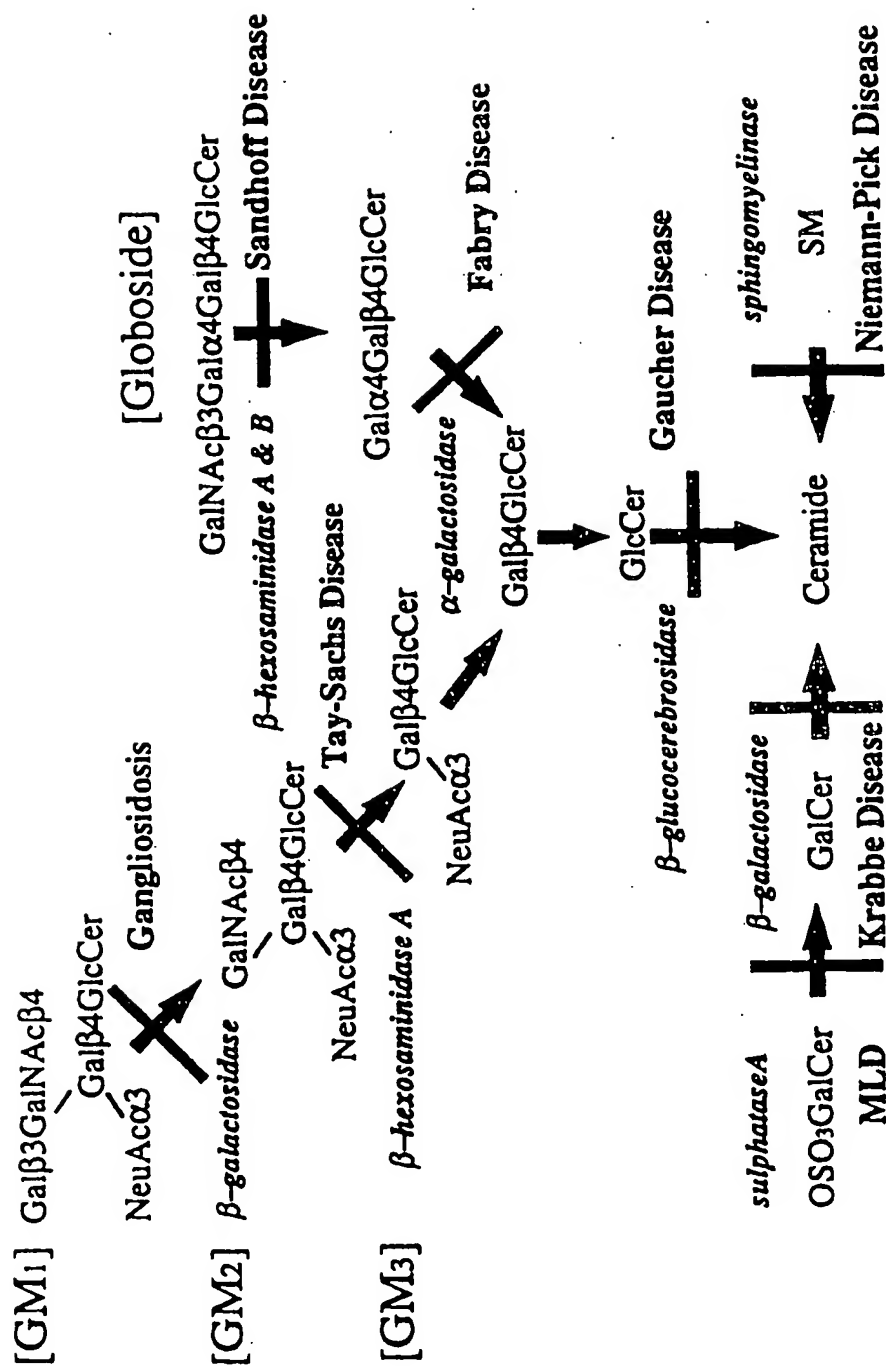 [GM1]
Galβ3GalNAcβ4
Galβ4GlcCer
NeuAcα3
Gangliosidosis
β-galactosidase
[GM2]
GalNAcβ4
Galβ4GlcCer
NeuAcα3
Tay-Sachs Disease
β-hexosaminidase A
[GM3]
Galβ4GlcCer
NeuAcα3
[Globoside]
GalNAcβ3Galα4Galβ4GlcCer
β-hexosaminidase A & B
Sandhoff Disease
Galα4Galβ4GlcCer
α-galactosidase
Fabry Disease
Galβ4GlcCer
GlcCer
β-glucocerebrosidase
Gaucher Disease
sulphataseA
β-galactosidase
sphingomyelinase
OSO3GalCer
GalCer
Ceramide
SM
MLD
Krabbe Disease
Niemann-Pick Disease